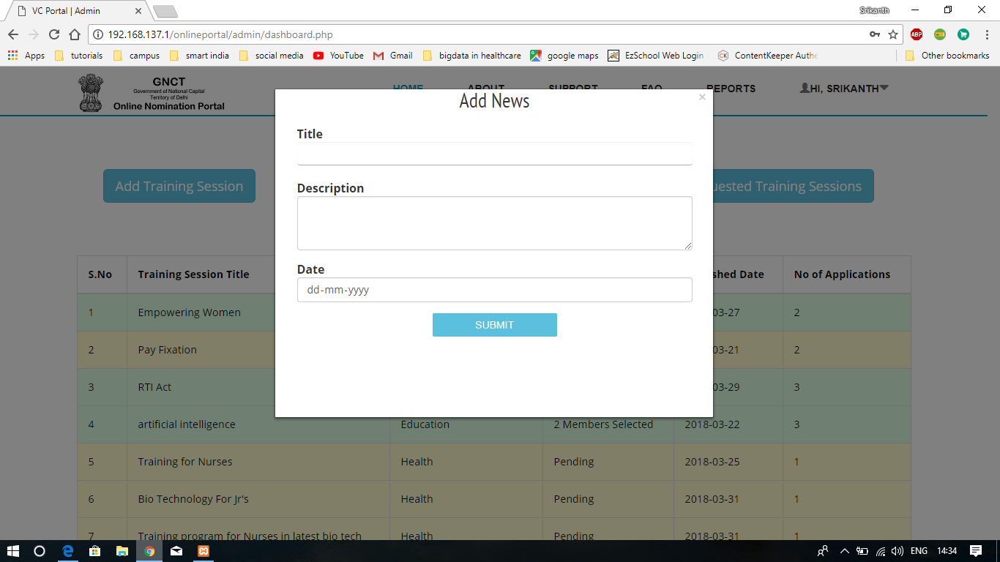 VC Portal | Admin
Srikanth
192.168.137.1/onlineportal/admin/dashboard.php
ABP
Apps tutorials campus smart india social media YouTube Gmail bigdata in healthcare google maps EzSchool Web Login CK ContentKeeper Authe Other bookmarks
GNCT
Government of National Capital
Territory of Delhi
Online Nomination Portal
HOME ABOUT SUPPORT FAQ REPORTS HI, SRIKANTH
Add News
×
Title
Add Training Session
uested Training Sessions
Description
Date
dd-mm-yyyy
SUBMIT
S.No Training Session Title shed Date No of Applications
1 Empowering Women 03-27 2
2 Pay Fixation 03-21 2
3 RTI Act 03-29 3
4 artificial intelligence Education 2 Members Selected 2018-03-22 3
5 Training for Nurses Health Pending 2018-03-25 1
6 Bio Technology For Jr's Health Pending 2018-03-31 1
7 Training program for Nurses in latest bio tech Health Pending 2018-03-31 1
ENG 14:34